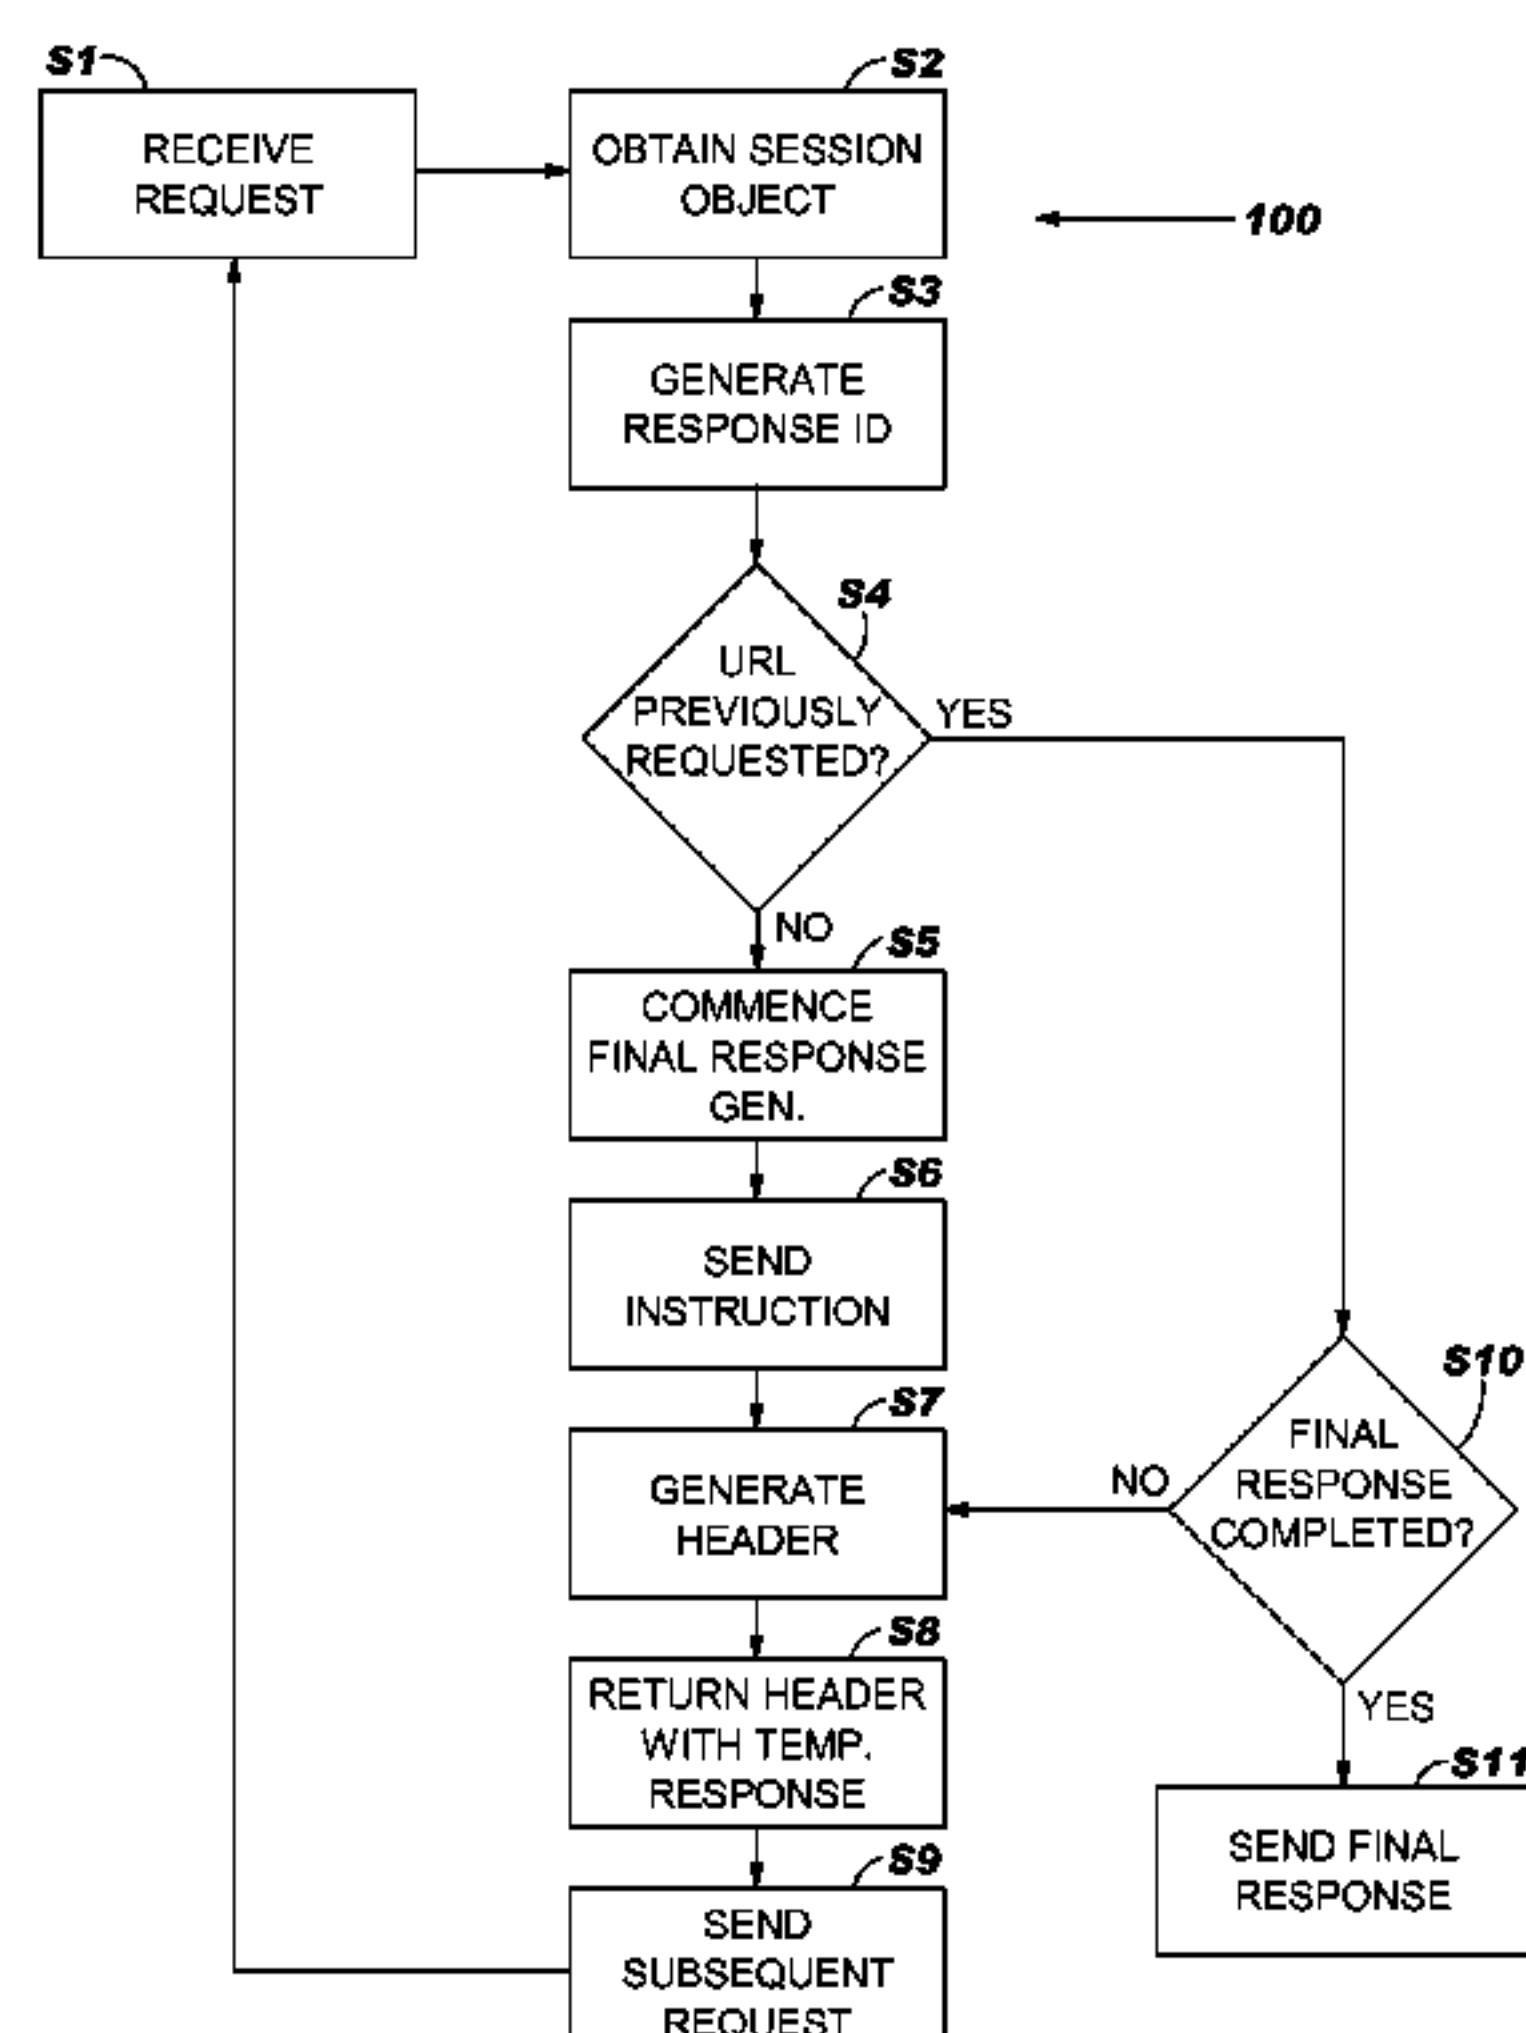 S1
RECEIVE
REQUEST
S2
OBTAIN SESSION
OBJECT
100
S3
GENERATE
RESPONSE ID
S4
URL
PREVIOUSLY
REQUESTED?
YES
NO
S5
COMMENCE
FINAL RESPONSE
GEN.
S6
SEND
INSTRUCTION
S7
GENERATE
HEADER
S10
FINAL
RESPONSE
COMPLETED?
NO
YES
S8
RETURN HEADER
WITH TEMP.
RESPONSE
S11
SEND FINAL
RESPONSE
S9
SEND
SUBSEQUENT
REQUEST